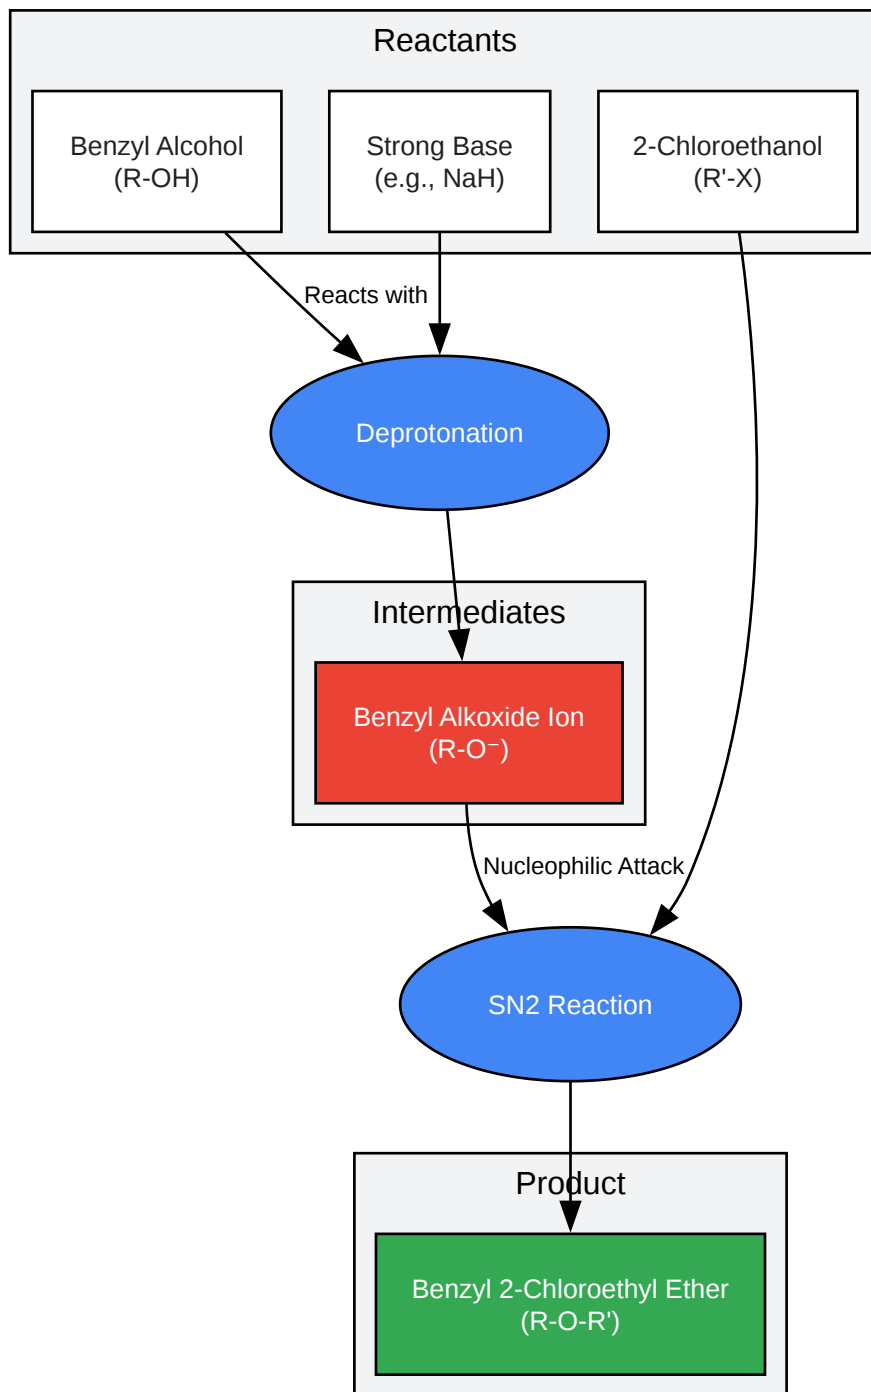 Reactants
Benzyl Alcohol
(R-OH)
Strong Base
(e.g., NaH)
2-Chloroethanol
(R'-X)
Reacts with
Deprotonation
Intermediates
Benzyl Alkoxide Ion
(R-O⁻)
Nucleophilic Attack
SN2 Reaction
Product
Benzyl 2-Chloroethyl Ether
(R-O-R')